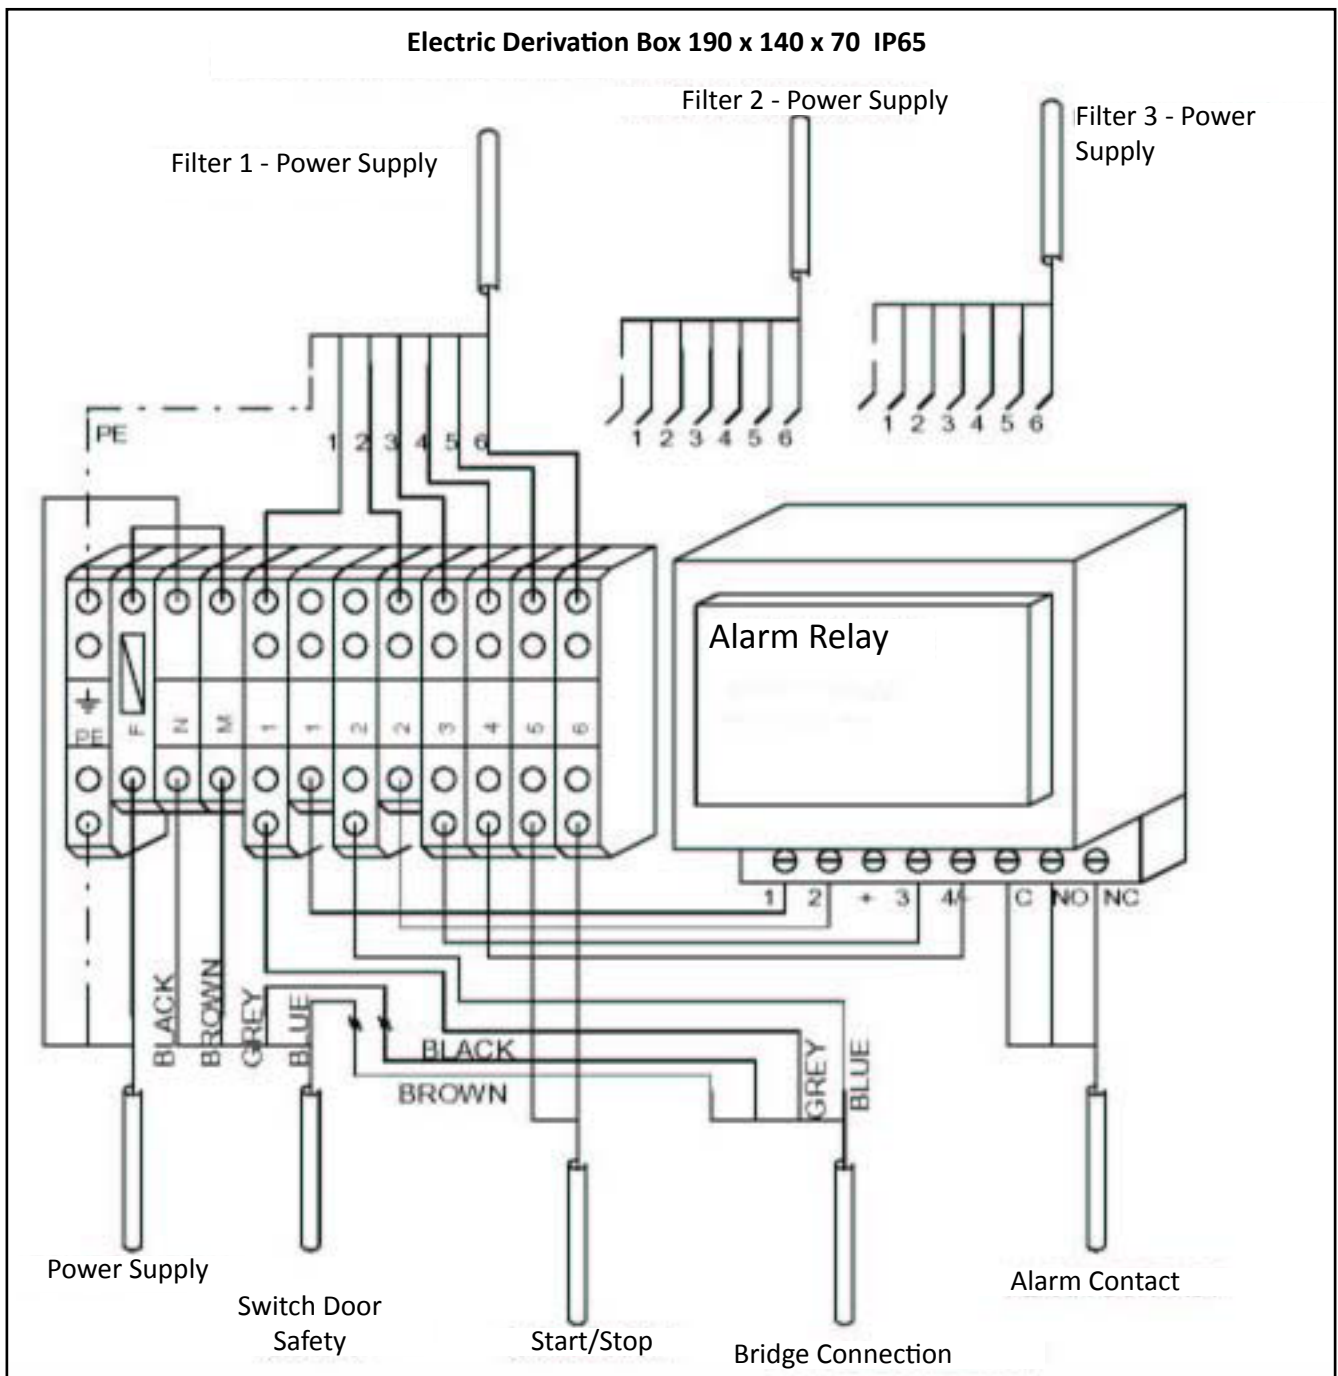 Electric Derivation Box 190 x 140 x 70 IP65
Filter 2 - Power Supply
Filter 3 - Power
Supply
Filter 1 - Power Supply
PE
1 2 3 4 5 6
1 2 3 4 5 6
1 2 3 4 5 6
Alarm Relay
PE F N M 1 1 2 2 3 4 5 6
1 2 + 3 4/- C NO NC
BLACK
BROWN
GREY
BLUE
BLACK
BROWN
GREY
BLUE
Power Supply
Switch Door
Safety
Start/Stop
Bridge Connection
Alarm Contact